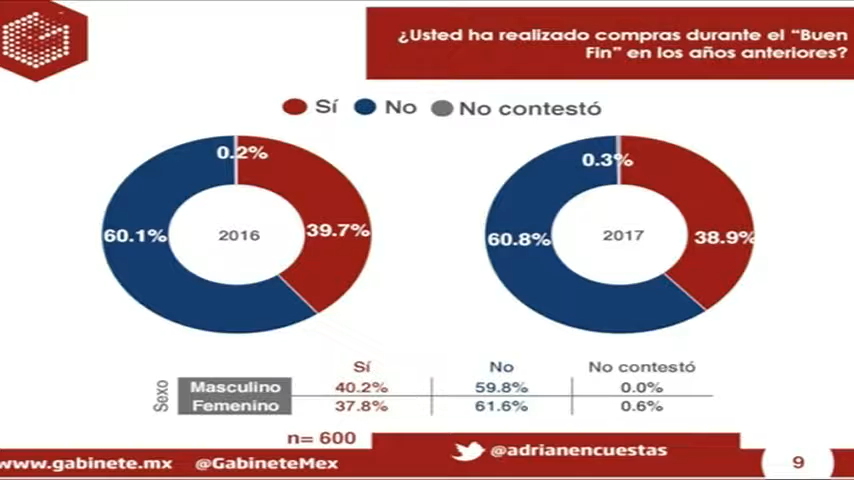 ¿Usted ha realizado compras durante el “Buen
Fin” en los años anteriores?
Sí No No contestó
0.2%
60.1% 2016 39.7%
0.3%
60.8% 2017 38.9%
Sí No No contestó
Sexo
Masculino 40.2% 59.8% 0.0%
Femenino 37.8% 61.6% 0.6%
n= 600
www.gabinete.mx @GabineteMex @adrianencuestas 9